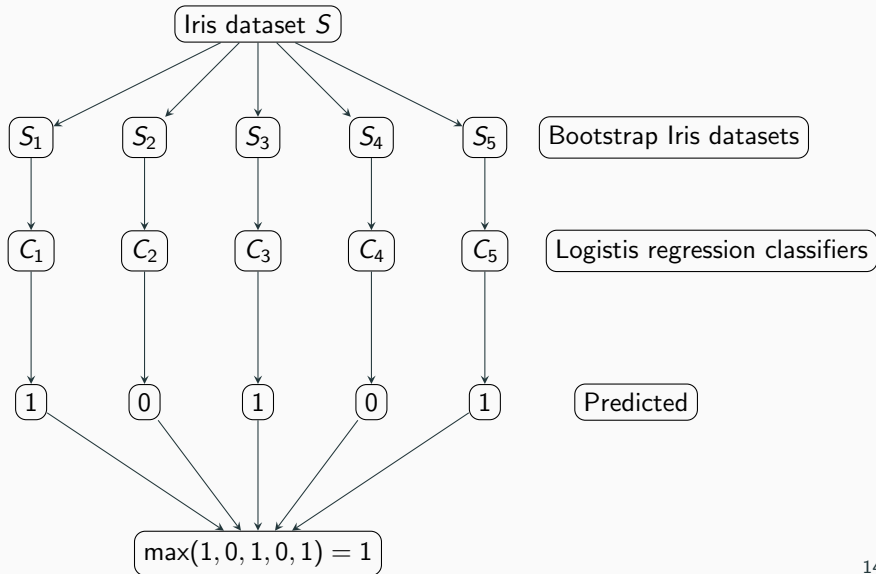 Iris dataset S
S₁ S₂ S₃ S₄ S₅ Bootstrap Iris datasets
C₁ C₂ C₃ C₄ C₅ Logistis regression classifiers
1 0 1 0 1 Predicted
max(1, 0, 1, 0, 1) = 1
14